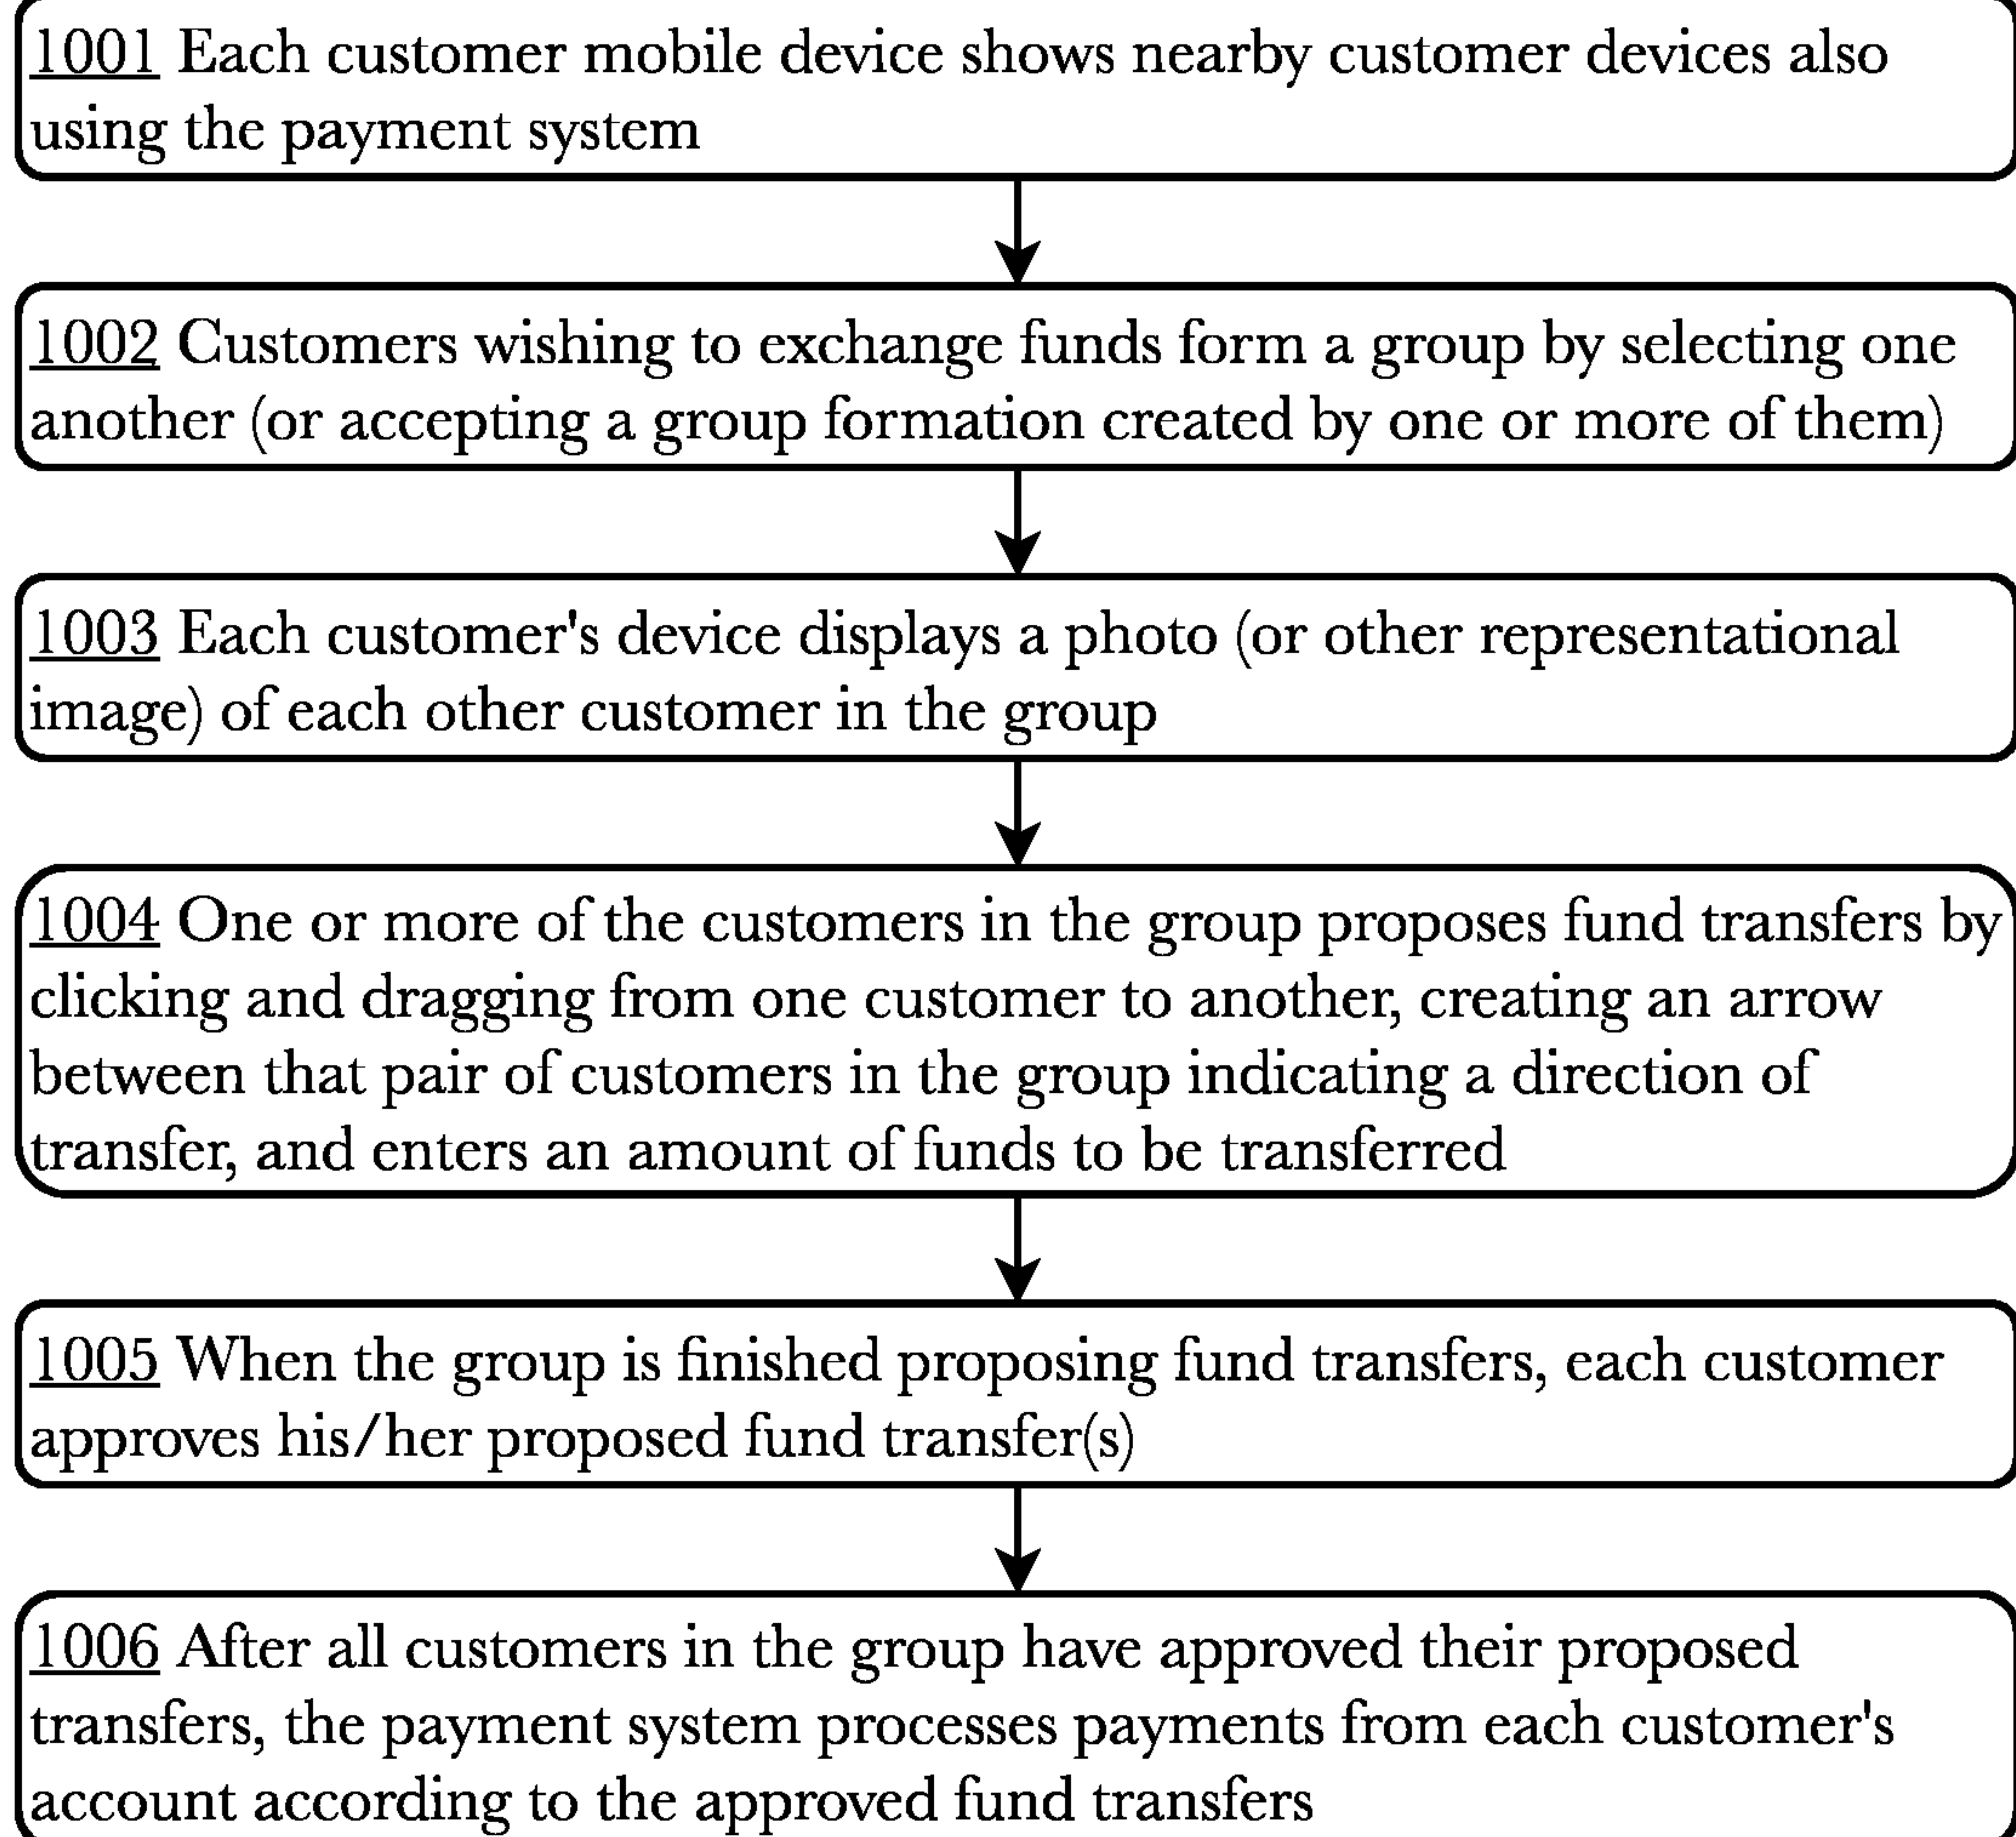 1001 Each customer mobile device shows nearby customer devices also
using the payment system
1002 Customers wishing to exchange funds form a group by selecting one
another (or accepting a group formation created by one or more of them)
1003 Each customer's device displays a photo (or other representational
image) of each other customer in the group
1004 One or more of the customers in the group proposes fund transfers by
clicking and dragging from one customer to another, creating an arrow
between that pair of customers in the group indicating a direction of
transfer, and enters an amount of funds to be transferred
1005 When the group is finished proposing fund transfers, each customer
approves his/her proposed fund transfer(s)
1006 After all customers in the group have approved their proposed
transfers, the payment system processes payments from each customer's
account according to the approved fund transfers